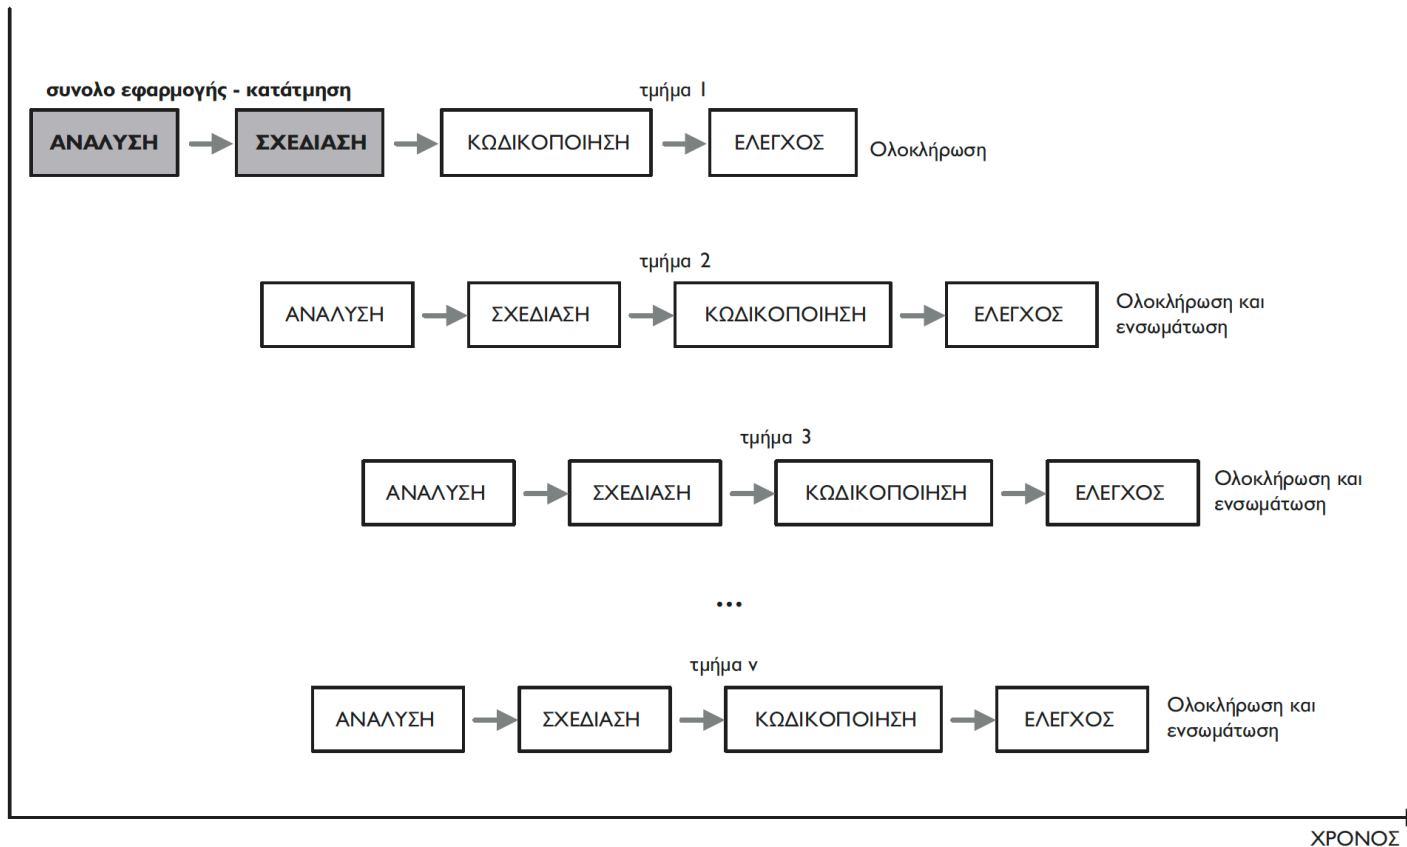 συνολο εφαρμογής - κατάτμηση
τμήμα 1
ΑΝΑΛΥΣΗ
ΣΧΕΔΙΑΣΗ
ΚΩΔΙΚΟΠΟΙΗΣΗ
ΕΛΕΓΧΟΣ
Ολοκλήρωση
τμήμα 2
ΑΝΑΛΥΣΗ
ΣΧΕΔΙΑΣΗ
ΚΩΔΙΚΟΠΟΙΗΣΗ
ΕΛΕΓΧΟΣ
Ολοκλήρωση και
ενσωμάτωση
τμήμα 3
ΑΝΑΛΥΣΗ
ΣΧΕΔΙΑΣΗ
ΚΩΔΙΚΟΠΟΙΗΣΗ
ΕΛΕΓΧΟΣ
Ολοκλήρωση και
ενσωμάτωση
...
τμήμα ν
ΑΝΑΛΥΣΗ
ΣΧΕΔΙΑΣΗ
ΚΩΔΙΚΟΠΟΙΗΣΗ
ΕΛΕΓΧΟΣ
Ολοκλήρωση και
ενσωμάτωση
ΧΡΟΝΟΣ